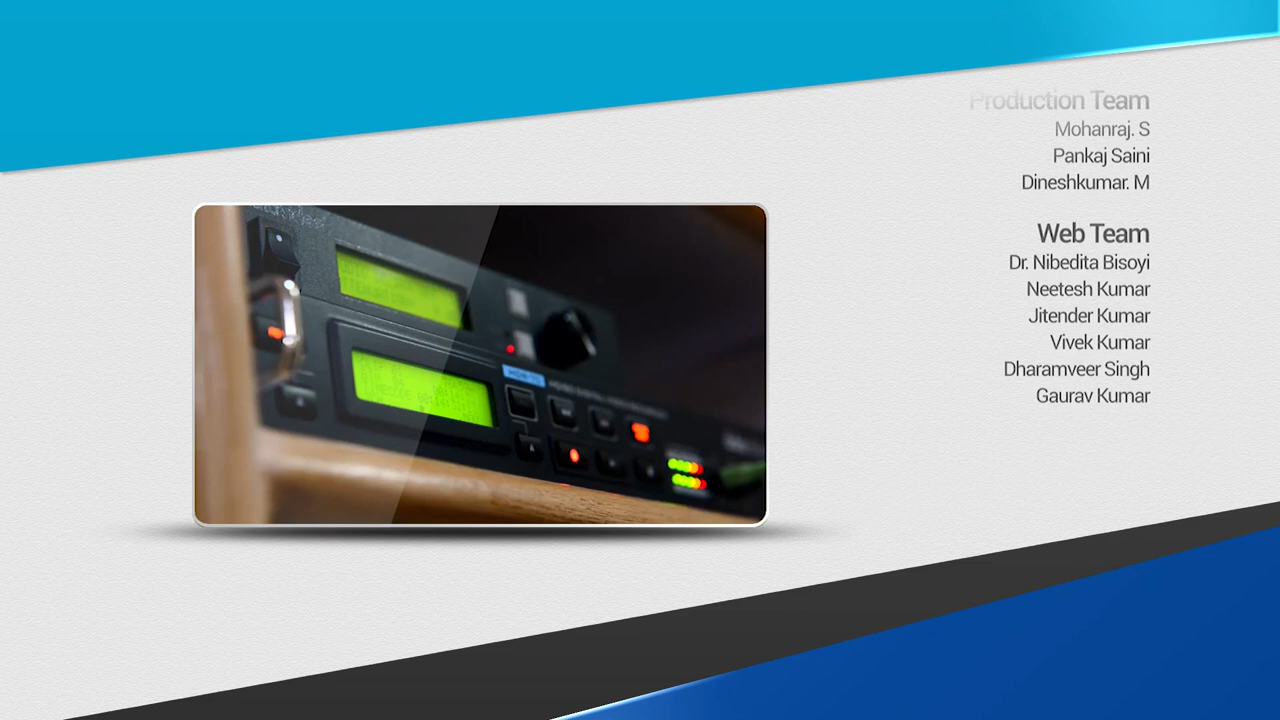 Production Team
Mohanraj. S
Pankaj Saini
Dineshkumar. M
Web Team
Dr. Nibedita Bisoyi
Neetesh Kumar
Jitender Kumar
Vivek Kumar
Dharamveer Singh
Gaurav Kumar